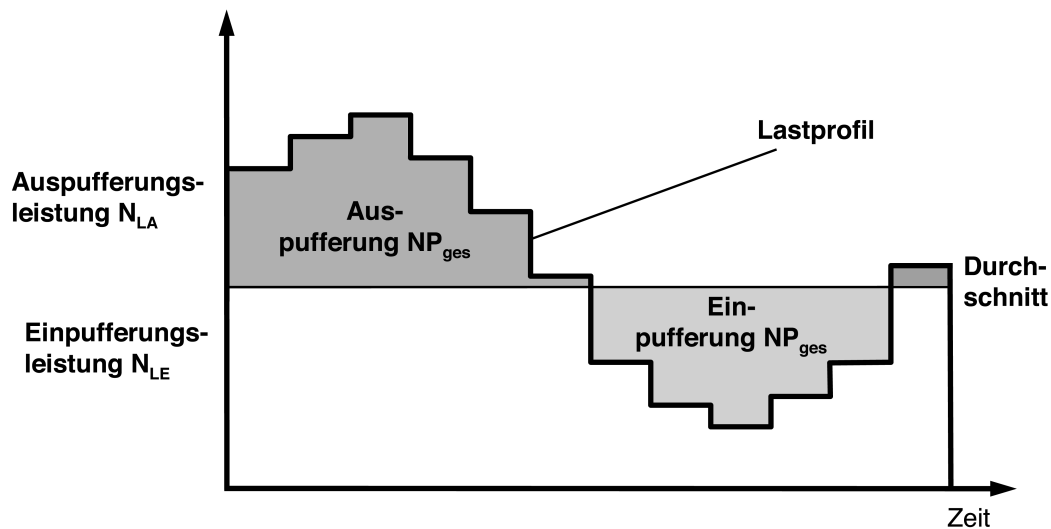 Lastprofil
Auspufferungs-
leistung N_LA
Aus-
pufferung NP_ges
Durch-
schnitt
Ein-
pufferung NP_ges
Einpufferungs-
leistung N_LE
Zeit